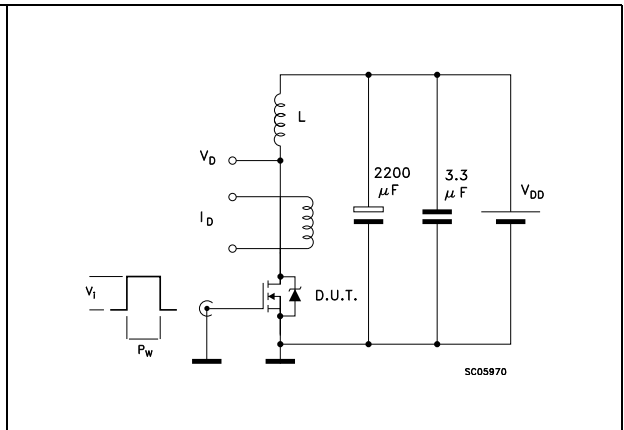 L
V_D
2200
μF
3.3
μF
V_DD
I_D
D.U.T.
V_i
P_W
SC05970